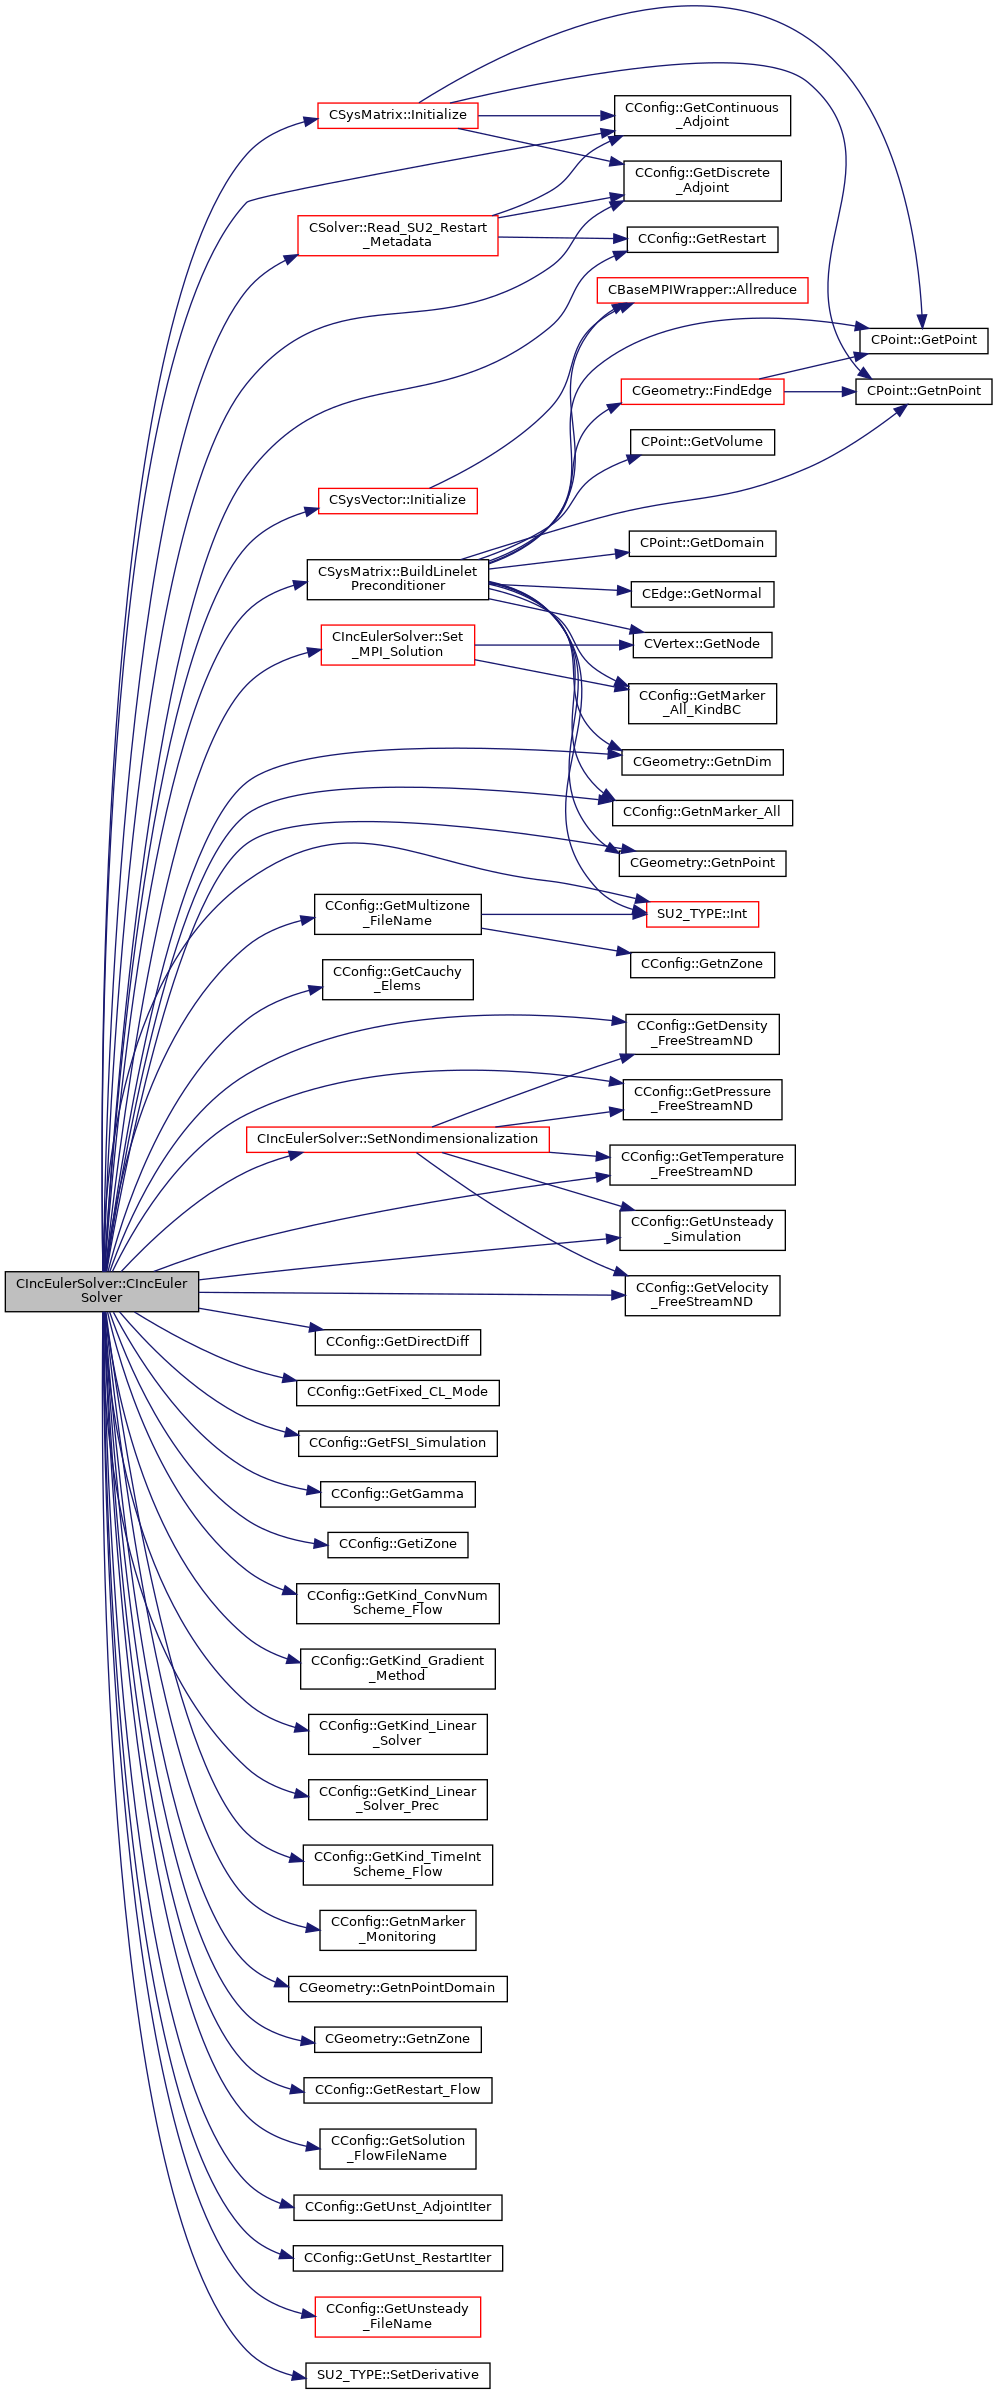 CSysMatrix::Initialize
CConfig::GetContinuous
_Adjoint
CConfig::GetDiscrete
_Adjoint
CSolver::Read_SU2_Restart
_Metadata
CConfig::GetRestart
CBaseMPIWrapper::Allreduce
CPoint::GetPoint
CGeometry::FindEdge
CPoint::GetnPoint
CPoint::GetVolume
CSysVector::Initialize
CPoint::GetDomain
CSysMatrix::BuildLinelet
Preconditioner
CEdge::GetNormal
CIncEulerSolver::Set
_MPI_Solution
CVertex::GetNode
CConfig::GetMarker
_All_KindBC
CGeometry::GetnDim
CConfig::GetnMarker_All
CGeometry::GetnPoint
CConfig::GetMultizone
_FileName
SU2_TYPE::Int
CConfig::GetnZone
CConfig::GetCauchy
_Elems
CConfig::GetDensity
_FreeStreamND
CConfig::GetPressure
_FreeStreamND
CIncEulerSolver::SetNondimensionalization
CConfig::GetTemperature
_FreeStreamND
CConfig::GetUnsteady
_Simulation
CIncEulerSolver::CIncEuler
Solver
CConfig::GetVelocity
_FreeStreamND
CConfig::GetDirectDiff
CConfig::GetFixed_CL_Mode
CConfig::GetFSI_Simulation
CConfig::GetGamma
CConfig::GetiZone
CConfig::GetKind_ConvNum
Scheme_Flow
CConfig::GetKind_Gradient
_Method
CConfig::GetKind_Linear
_Solver
CConfig::GetKind_Linear
_Solver_Prec
CConfig::GetKind_TimeInt
Scheme_Flow
CConfig::GetnMarker
_Monitoring
CGeometry::GetnPointDomain
CGeometry::GetnZone
CConfig::GetRestart_Flow
CConfig::GetSolution
_FlowFileName
CConfig::GetUnst_AdjointIter
CConfig::GetUnst_RestartIter
CConfig::GetUnsteady
_FileName
SU2_TYPE::SetDerivative